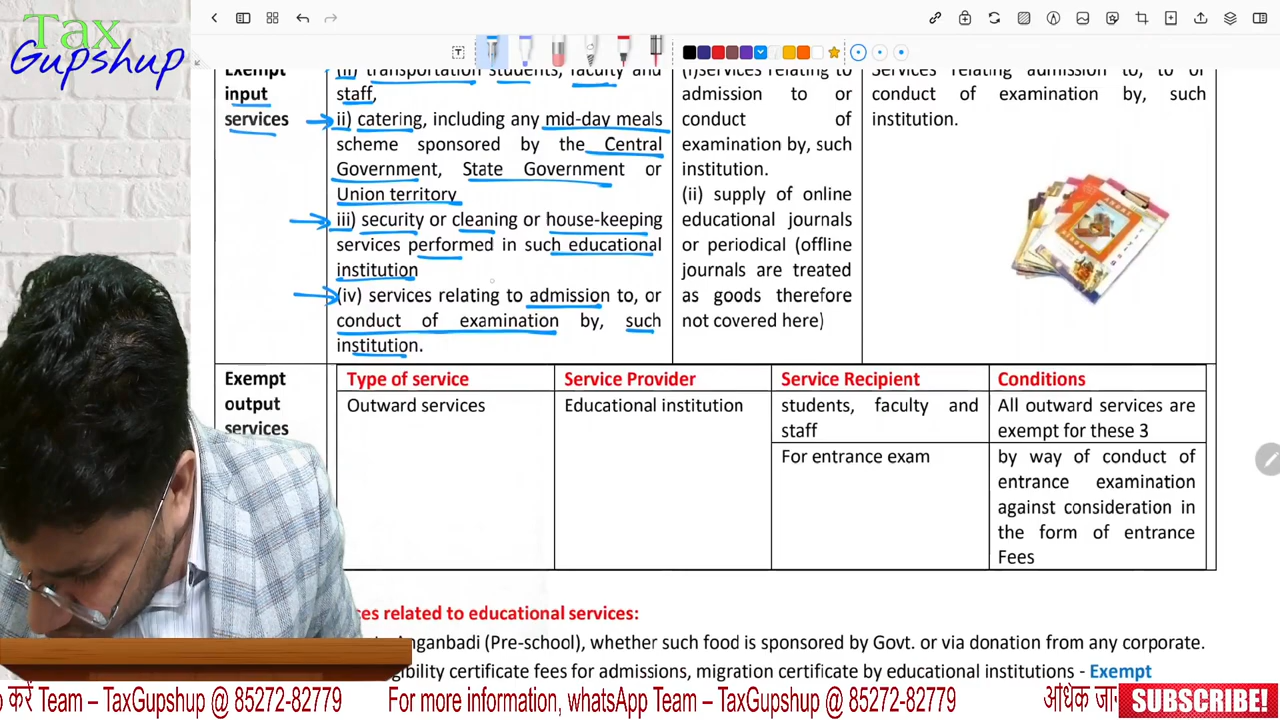 Tax
Gupshup
Exempt
input
services
(ii) transportation students, faculty and
staff,
ii) catering, including any mid-day meals
scheme sponsored by the Central
Government, State Government or
Union territory
iii) security or cleaning or house-keeping
services performed in such educational
institution
(iv) services relating to admission to, or
conduct of examination by, such
institution.
(i)services relating to
admission to or
conduct of
examination by, such
institution.
(ii) supply of online
educational journals
or periodical (offline
journals are treated
as goods therefore
not covered here)
Services relating admission to, to or
conduct of examination by, such
institution.
Exempt
output
services
Type of service
Service Provider
Service Recipient
Conditions
Outward services
Educational institution
students, faculty and
staff
All outward services are
exempt for these 3
For entrance exam
by way of conduct of
entrance examination
against consideration in
the form of entrance
Fees
ces related to educational services:
nganbadi (Pre-school), whether such food is sponsored by Govt. or via donation from any corporate.
gibility certificate fees for admissions, migration certificate by educational institutions - Exempt
करें Team – TaxGupshup @ 85272-82779 For more information, whatsApp Team – TaxGupshup @ 85272-82779 अधिक जान
SUBSCRIBE!